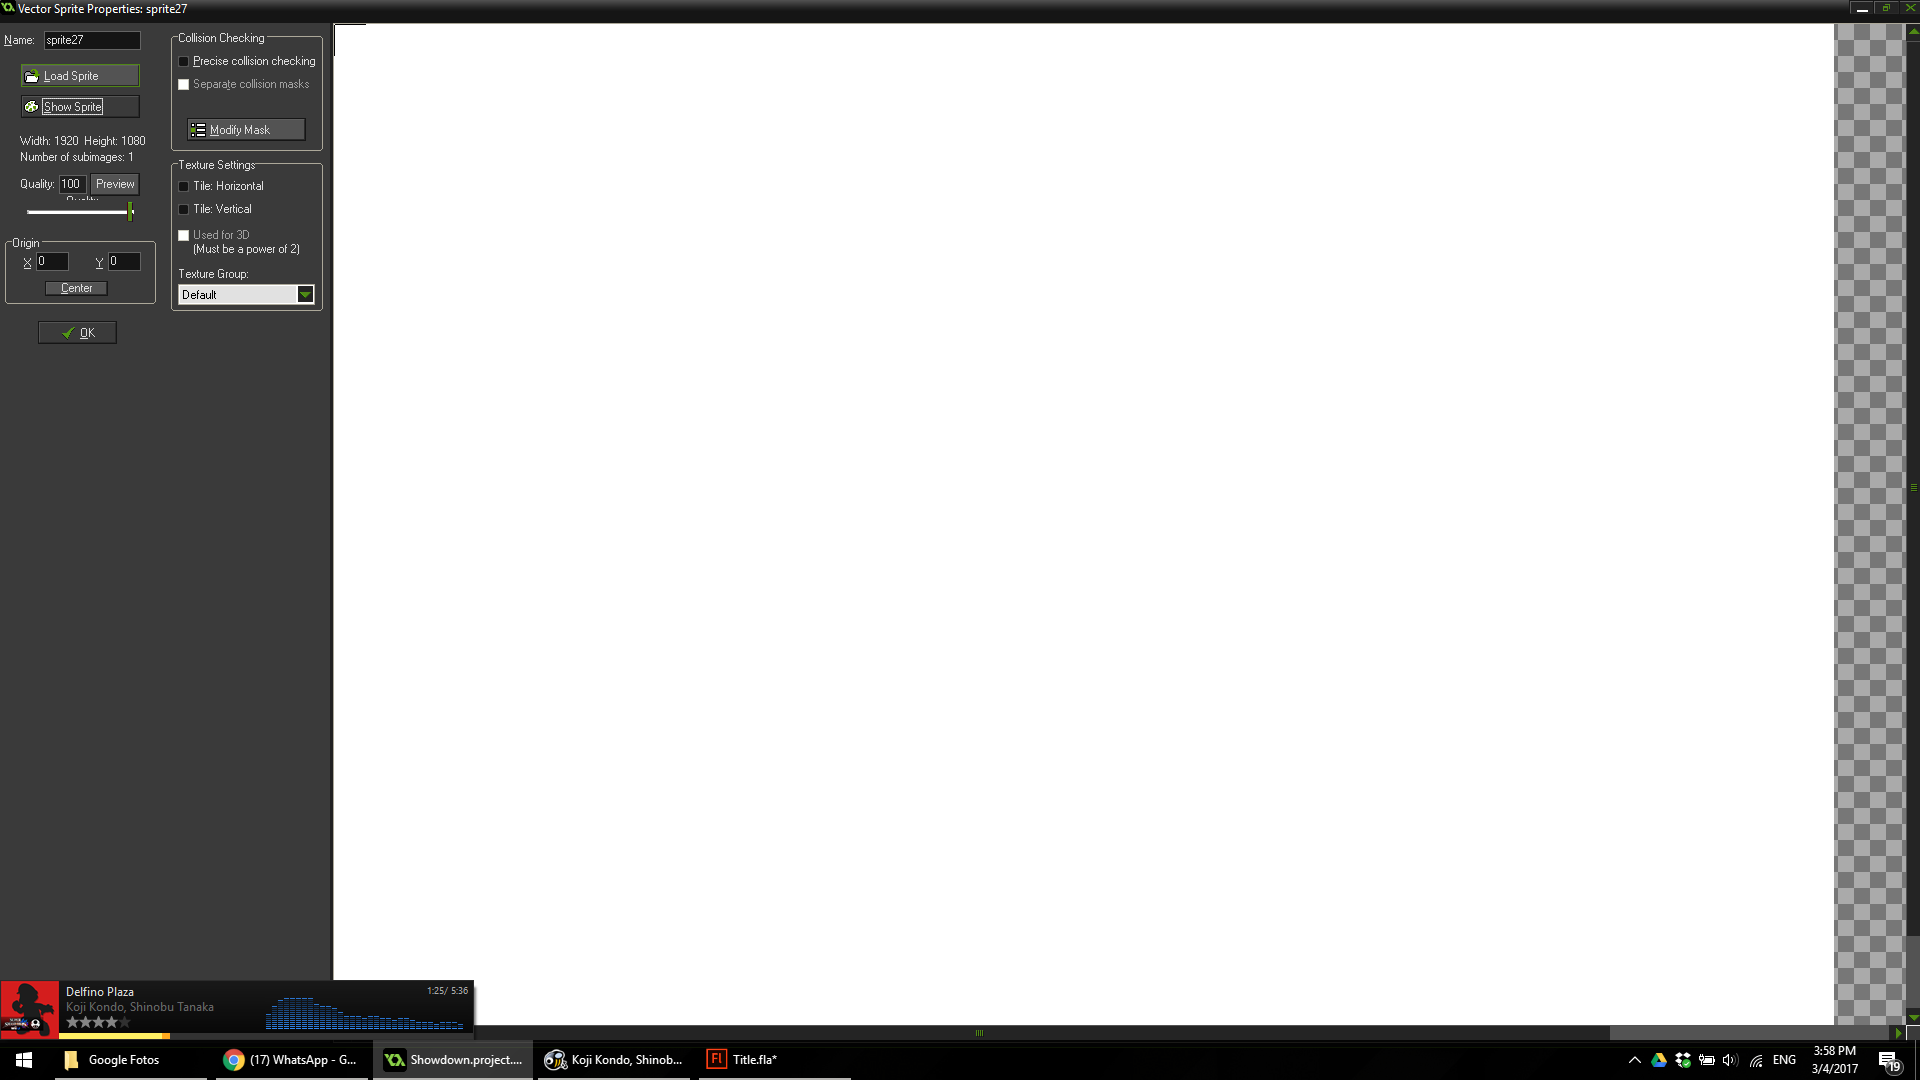 Vector Sprite Properties: sprite27
Name: sprite27
Load Sprite
Show Sprite
Width: 1920 Height: 1080
Number of subimages: 1
Quality: 100 Preview
Quality
Origin
X 0 Y 0
Center
OK
Collision Checking
Precise collision checking
Separate collision masks
Modify Mask
Texture Settings
Tile: Horizontal
Tile: Vertical
Used for 3D
(Must be a power of 2)
Texture Group:
Default
Delfino Plaza
1:25/ 5:36
Koji Kondo, Shinobu Tanaka
Google Fotos
(17) WhatsApp - G...
Showdown.project....
Koji Kondo, Shinob...
Fl
Title.fla*
ENG
3:58 PM
3/4/2017
19